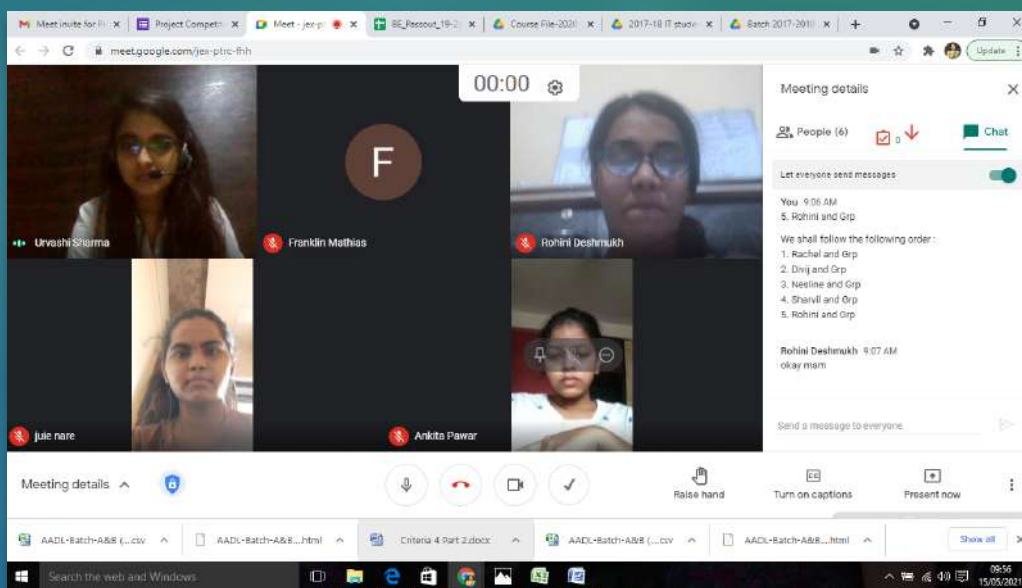 Meet invite for Pr
Project Competi
Meet - jex-pt
BE_Passout_19-2
Course File-2020
2017-18 IT stude
Batch 2017-2018
meet.google.com/jex-ptrc-fhh
Update
00:00
Urvashi Sharma
F
Franklin Mathias
Rohini Deshmukh
juie nare
Ankita Pawar
Meeting details
People (6)
0
Chat
Let everyone send messages
You 9:06 AM
5. Rohini and Grp
We shall follow the following order :
1. Rachel and Grp
2. Divij and Grp
3. Nesline and Grp
4. Sharvil and Grp
5. Rohini and Grp
Rohini Deshmukh 9:07 AM
okay mam
Send a message to everyone
Meeting details
Raise hand
CC
Turn on captions
Present now
AADL-Batch-A&B (....csv
AADL-Batch-A&B....html
Criteria 4 Part 2.docx
AADL-Batch-A&B (....csv
AADL-Batch-A&B....html
Show all
Search the web and Windows
09:56
15/05/2021